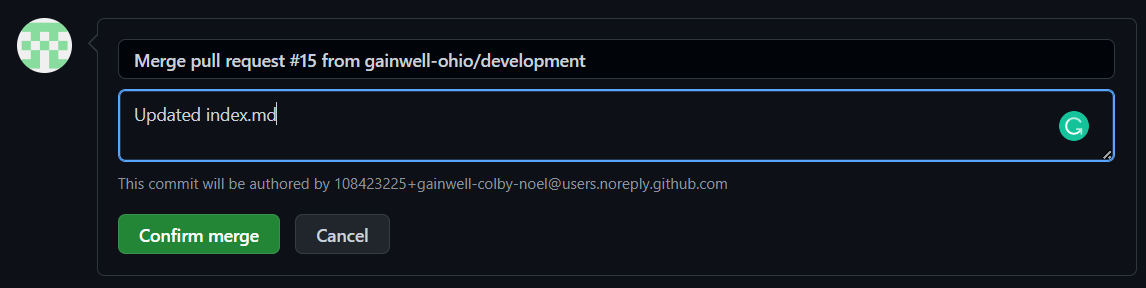 Merge pull request #15 from gainwell-ohio/development
Updated index.md
This commit will be authored by 108423225+gainwell-colby-noel@users.noreply.github.com
Confirm merge
Cancel